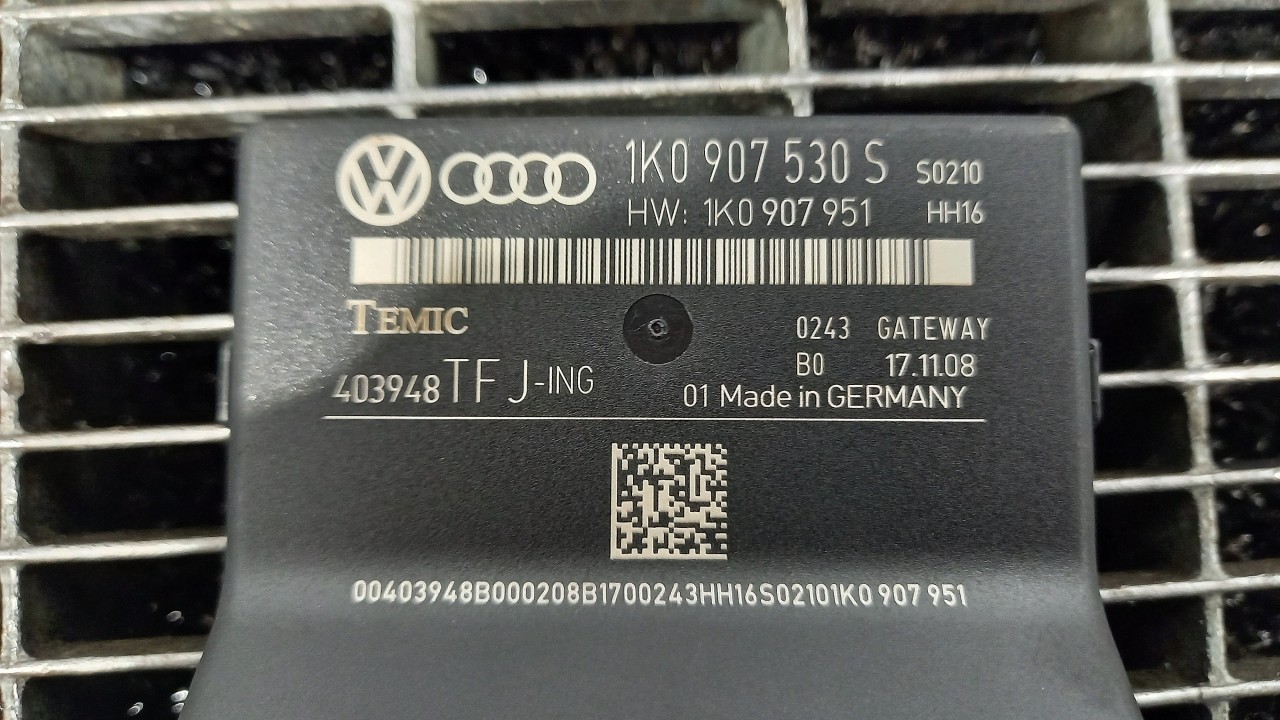 1K0 907 530 S S0210
HW: 1K0 907 951 HH16
TEMIC
0243 GATEWAY
B0 17.11.08
403948 TFJ-ING
01 Made in GERMANY
00403948B000208B1700243HH16S02101K0 907 951